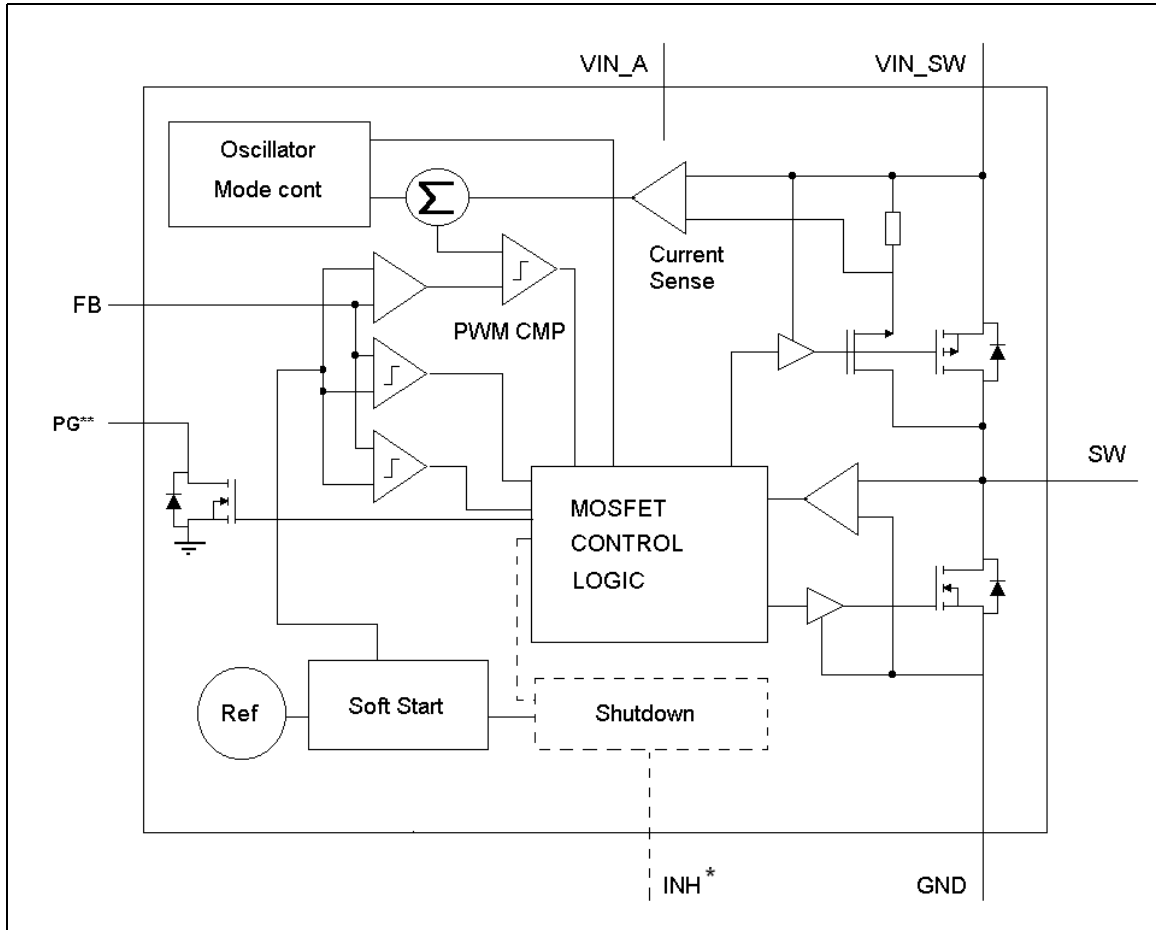 VIN_A
VIN_SW
Oscillator
Mode cont
Σ
Current
Sense
FB
PWM CMP
PG**
SW
MOSFET
CONTROL
LOGIC
Ref
Soft Start
Shutdown
INH*
GND